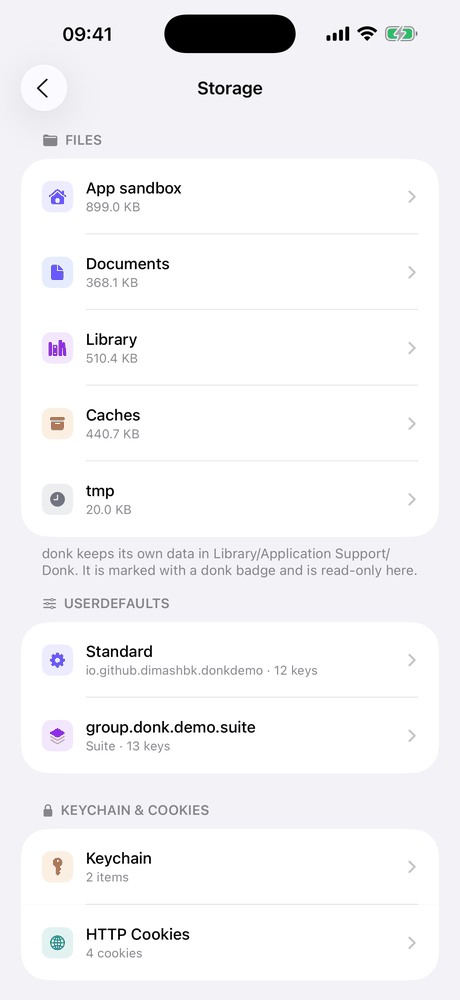 09:41
Storage
FILES
App sandbox
899.0 KB
Documents
368.1 KB
Library
510.4 KB
Caches
440.7 KB
tmp
20.0 KB
donk keeps its own data in Library/Application Support/
Donk. It is marked with a donk badge and is read-only here.
USERDEFAULTS
Standard
io.github.dimashbk.donkdemo · 12 keys
group.donk.demo.suite
Suite · 13 keys
KEYCHAIN & COOKIES
Keychain
2 items
HTTP Cookies
4 cookies